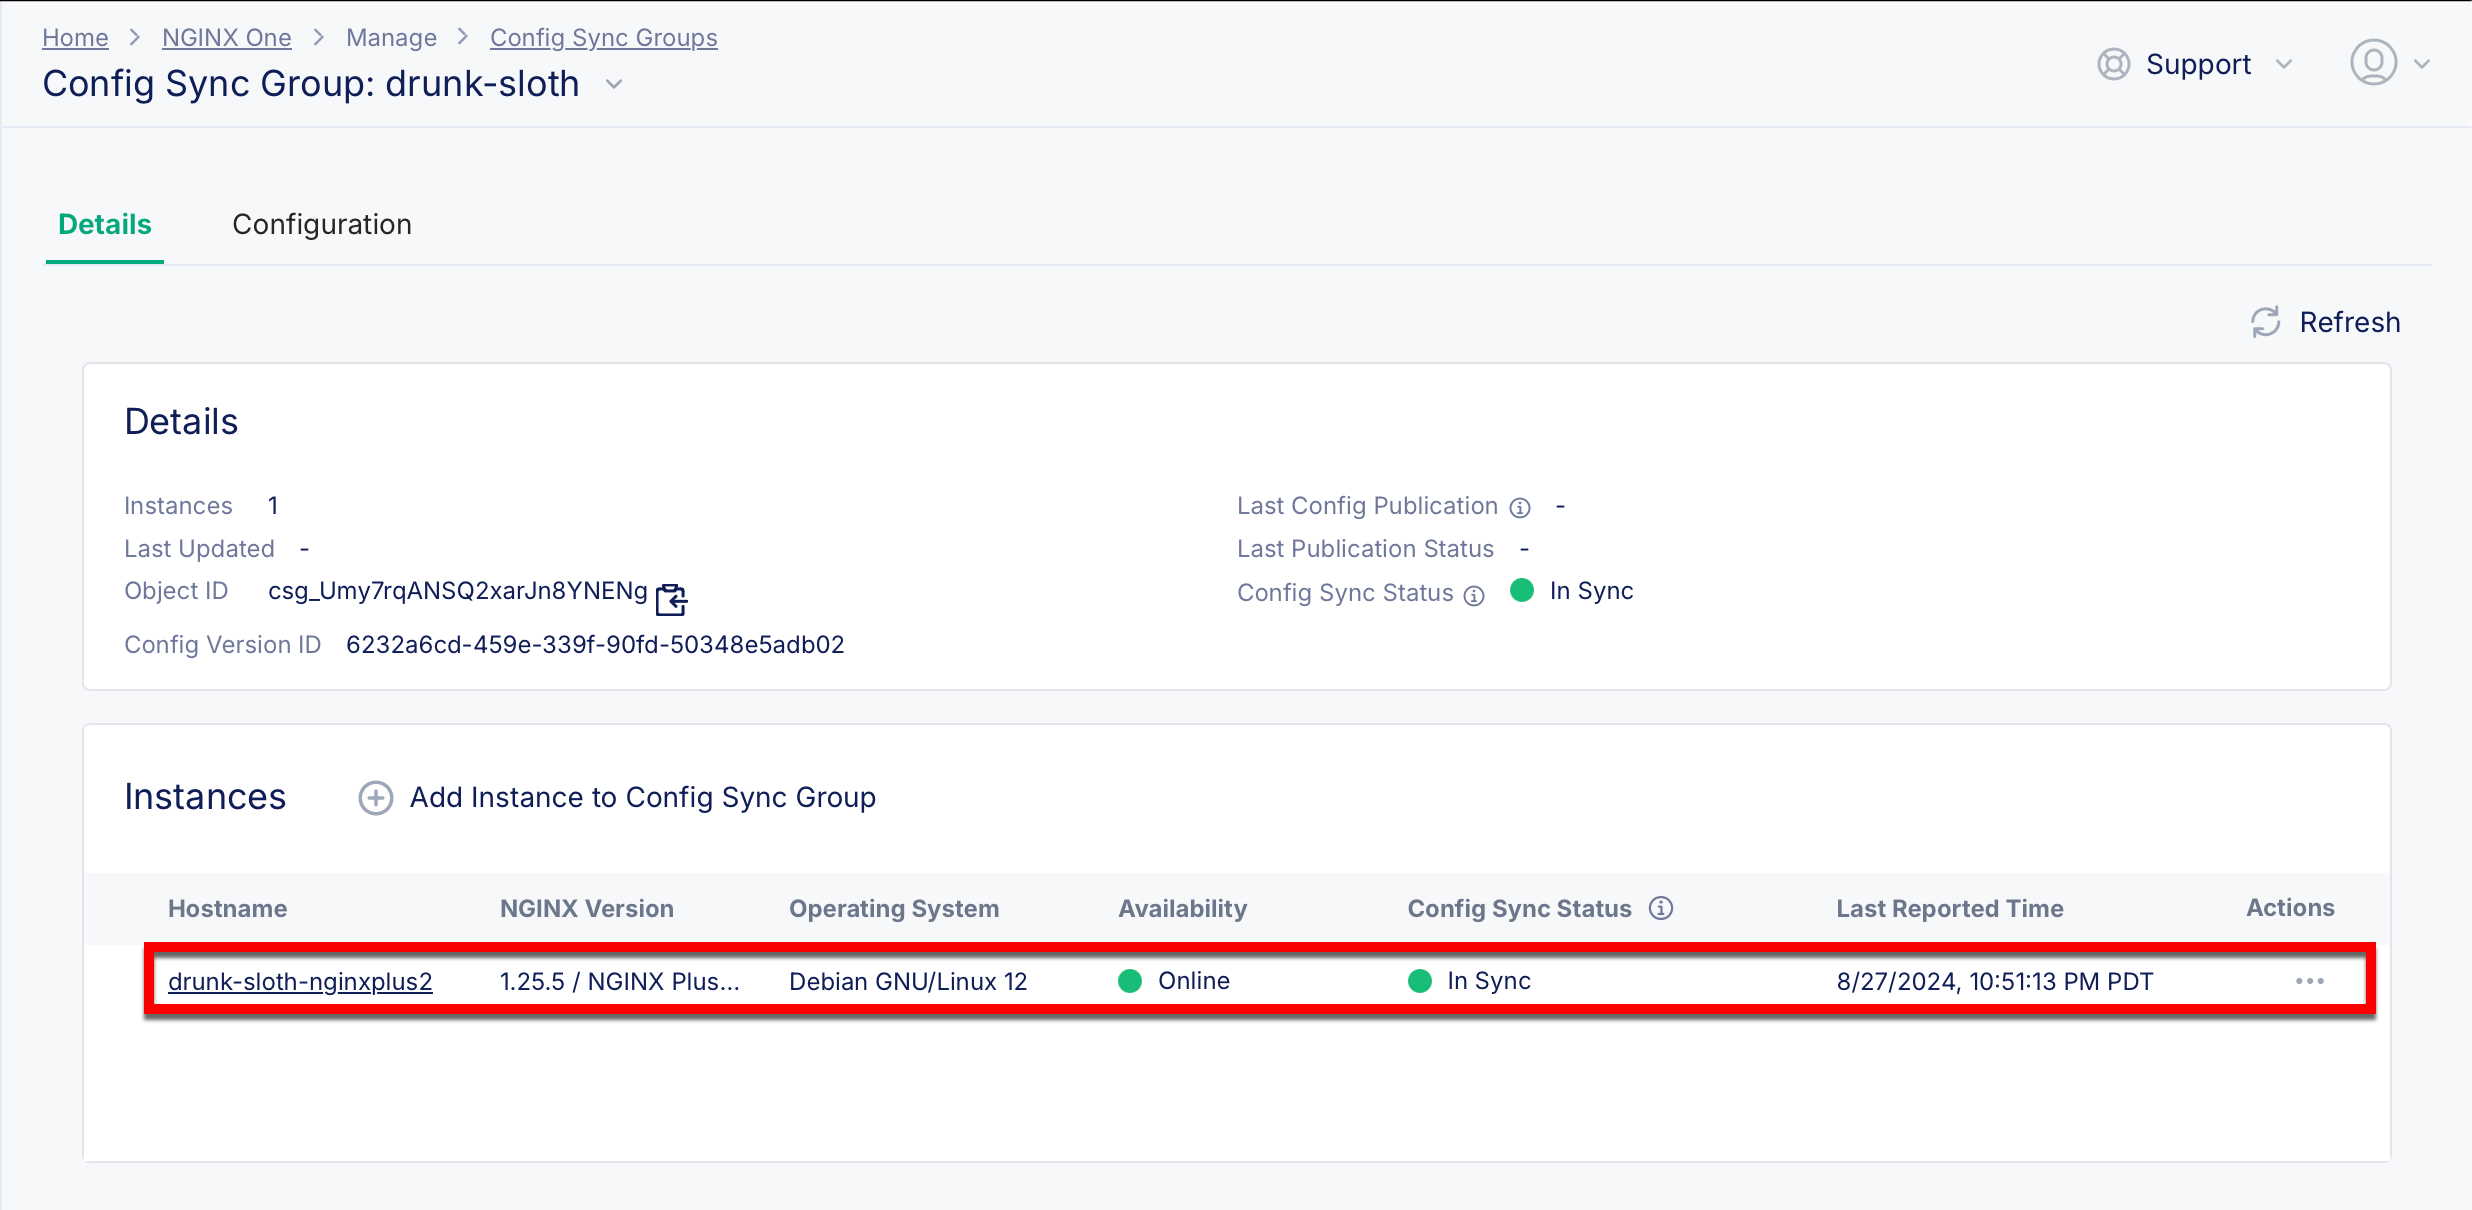 Home > NGINX One > Manage > Config Sync Groups
Config Sync Group: drunk-sloth
Support
Details Configuration
Refresh
Details
Instances 1
Last Updated -
Object ID csg_Umy7rqANSQ2xarJn8YNENg
Config Version ID 6232a6cd-459e-339f-90fd-50348e5adb02
Last Config Publication -
Last Publication Status -
Config Sync Status In Sync
Instances Add Instance to Config Sync Group
Hostname NGINX Version Operating System Availability Config Sync Status Last Reported Time Actions
drunk-sloth-nginxplus2 1.25.5 / NGINX Plus... Debian GNU/Linux 12 Online In Sync 8/27/2024, 10:51:13 PM PDT ...